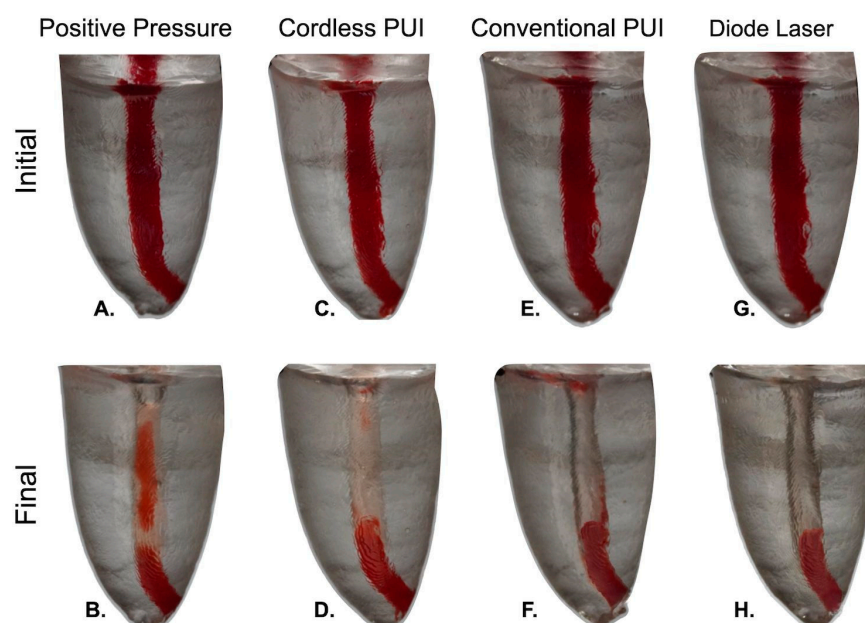 Positive Pressure Cordless PUI Conventional PUI Diode Laser
Initial
A. C. E. G.
Final
B. D. F. H.